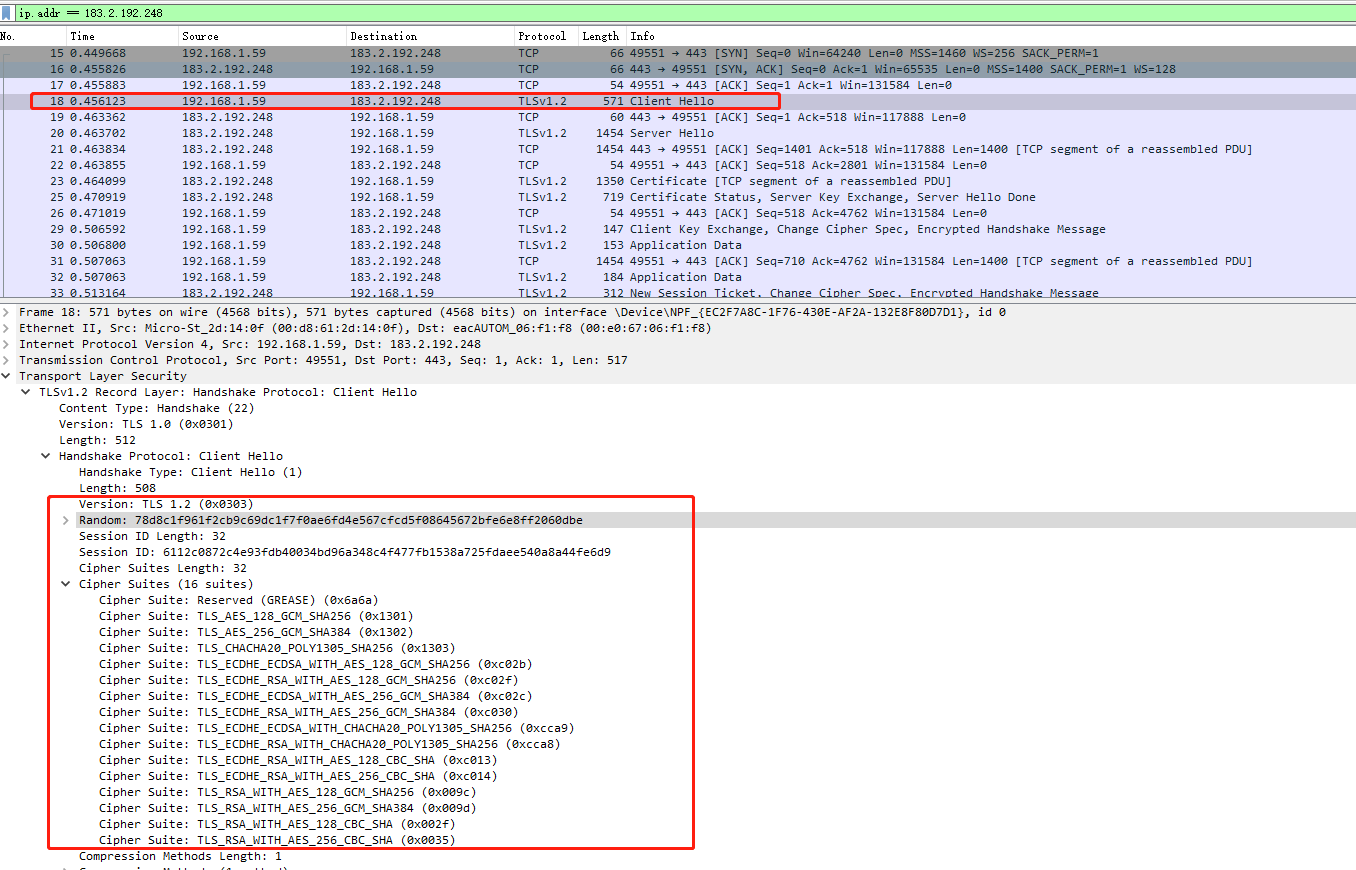 ip.addr == 183.2.192.248
No. Time Source Destination Protocol Length Info
15 0.449668 192.168.1.59 183.2.192.248 TCP 66 49551 → 443 [SYN] Seq=0 Win=64240 Len=0 MSS=1460 WS=256 SACK_PERM=1
16 0.455826 183.2.192.248 192.168.1.59 TCP 66 443 → 49551 [SYN, ACK] Seq=0 Ack=1 Win=65535 Len=0 MSS=1400 SACK_PERM=1 WS=128
17 0.455883 192.168.1.59 183.2.192.248 TCP 54 49551 → 443 [ACK] Seq=1 Ack=1 Win=131584 Len=0
18 0.456123 192.168.1.59 183.2.192.248 TLSv1.2 571 Client Hello
19 0.463362 183.2.192.248 192.168.1.59 TCP 60 443 → 49551 [ACK] Seq=1 Ack=518 Win=117888 Len=0
20 0.463702 183.2.192.248 192.168.1.59 TLSv1.2 1454 Server Hello
21 0.463834 183.2.192.248 192.168.1.59 TCP 1454 443 → 49551 [ACK] Seq=1401 Ack=518 Win=117888 Len=1400 [TCP segment of a reassembled PDU]
22 0.463855 192.168.1.59 183.2.192.248 TCP 54 49551 → 443 [ACK] Seq=518 Ack=2801 Win=131584 Len=0
23 0.464099 183.2.192.248 192.168.1.59 TLSv1.2 1350 Certificate [TCP segment of a reassembled PDU]
25 0.470919 183.2.192.248 192.168.1.59 TLSv1.2 719 Certificate Status, Server Key Exchange, Server Hello Done
26 0.471019 192.168.1.59 183.2.192.248 TCP 54 49551 → 443 [ACK] Seq=518 Ack=4762 Win=131584 Len=0
29 0.506592 192.168.1.59 183.2.192.248 TLSv1.2 147 Client Key Exchange, Change Cipher Spec, Encrypted Handshake Message
30 0.506800 192.168.1.59 183.2.192.248 TLSv1.2 153 Application Data
31 0.507063 192.168.1.59 183.2.192.248 TCP 1454 49551 → 443 [ACK] Seq=710 Ack=4762 Win=131584 Len=1400 [TCP segment of a reassembled PDU]
32 0.507063 192.168.1.59 183.2.192.248 TLSv1.2 184 Application Data
33 0.513164 183.2.192.248 192.168.1.59 TLSv1.2 312 New Session Ticket, Change Cipher Spec, Encrypted Handshake Message
Frame 18: 571 bytes on wire (4568 bits), 571 bytes captured (4568 bits) on interface \Device\NPF_{EC2F7A8C-1F76-430E-AF2A-132E8F80D7D1}, id 0
Ethernet II, Src: Micro-St_2d:14:0f (00:d8:61:2d:14:0f), Dst: eacAUTOM_06:f1:f8 (00:e0:67:06:f1:f8)
Internet Protocol Version 4, Src: 192.168.1.59, Dst: 183.2.192.248
Transmission Control Protocol, Src Port: 49551, Dst Port: 443, Seq: 1, Ack: 1, Len: 517
Transport Layer Security
TLSv1.2 Record Layer: Handshake Protocol: Client Hello
Content Type: Handshake (22)
Version: TLS 1.0 (0x0301)
Length: 512
Handshake Protocol: Client Hello
Handshake Type: Client Hello (1)
Length: 508
Version: TLS 1.2 (0x0303)
Random: 78d8c1f961f2cb9c69dc1f7f0ae6fd4e567cfcd5f08645672bfe6e8ff2060dbe
Session ID Length: 32
Session ID: 6112c0872c4e93fdb40034bd96a348c4f477fb1538a725fdaee540a8a44fe6d9
Cipher Suites Length: 32
Cipher Suites (16 suites)
Cipher Suite: Reserved (GREASE) (0x6a6a)
Cipher Suite: TLS_AES_128_GCM_SHA256 (0x1301)
Cipher Suite: TLS_AES_256_GCM_SHA384 (0x1302)
Cipher Suite: TLS_CHACHA20_POLY1305_SHA256 (0x1303)
Cipher Suite: TLS_ECDHE_ECDSA_WITH_AES_128_GCM_SHA256 (0xc02b)
Cipher Suite: TLS_ECDHE_RSA_WITH_AES_128_GCM_SHA256 (0xc02f)
Cipher Suite: TLS_ECDHE_ECDSA_WITH_AES_256_GCM_SHA384 (0xc02c)
Cipher Suite: TLS_ECDHE_RSA_WITH_AES_256_GCM_SHA384 (0xc030)
Cipher Suite: TLS_ECDHE_ECDSA_WITH_CHACHA20_POLY1305_SHA256 (0xcca9)
Cipher Suite: TLS_ECDHE_RSA_WITH_CHACHA20_POLY1305_SHA256 (0xcca8)
Cipher Suite: TLS_ECDHE_RSA_WITH_AES_128_CBC_SHA (0xc013)
Cipher Suite: TLS_ECDHE_RSA_WITH_AES_256_CBC_SHA (0xc014)
Cipher Suite: TLS_RSA_WITH_AES_128_GCM_SHA256 (0x009c)
Cipher Suite: TLS_RSA_WITH_AES_256_GCM_SHA384 (0x009d)
Cipher Suite: TLS_RSA_WITH_AES_128_CBC_SHA (0x002f)
Cipher Suite: TLS_RSA_WITH_AES_256_CBC_SHA (0x0035)
Compression Methods Length: 1